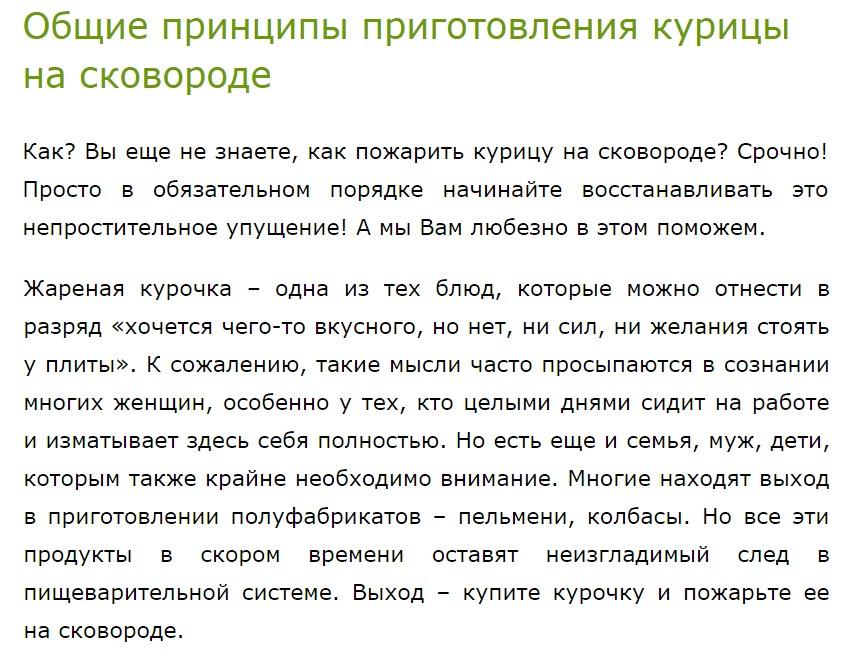 Общие принципы приготовления курицы
на сковороде
Как? Вы еще не знаете, как пожарить курицу на сковороде? Срочно!
Просто в обязательном порядке начинайте восстанавливать это
непростительное упущение! А мы Вам любезно в этом поможем.
Жареная курочка – одна из тех блюд, которые можно отнести в
разряд «хочется чего-то вкусного, но нет, ни сил, ни желания стоять
у плиты». К сожалению, такие мысли часто просыпаются в сознании
многих женщин, особенно у тех, кто целыми днями сидит на работе
и изматывает здесь себя полностью. Но есть еще и семья, муж, дети,
которым также крайне необходимо внимание. Многие находят выход
в приготовлении полуфабрикатов – пельмени, колбасы. Но все эти
продукты в скором времени оставят неизгладимый след в
пищеварительной системе. Выход – купите курочку и пожарьте ее
на сковороде.